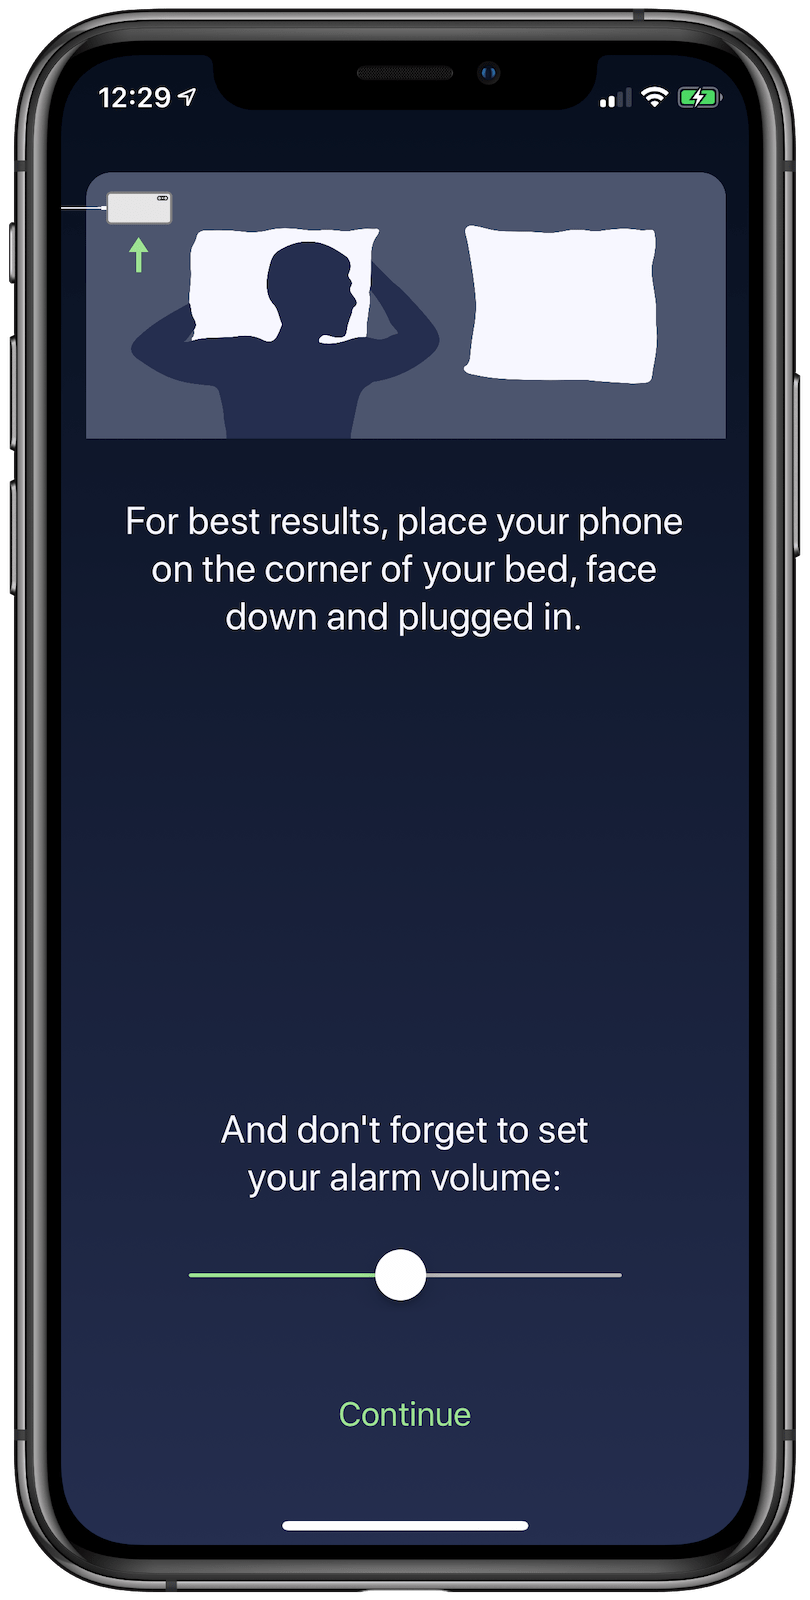 12:29
For best results, place your phone
on the corner of your bed, face
down and plugged in.
And don't forget to set
your alarm volume:
Continue